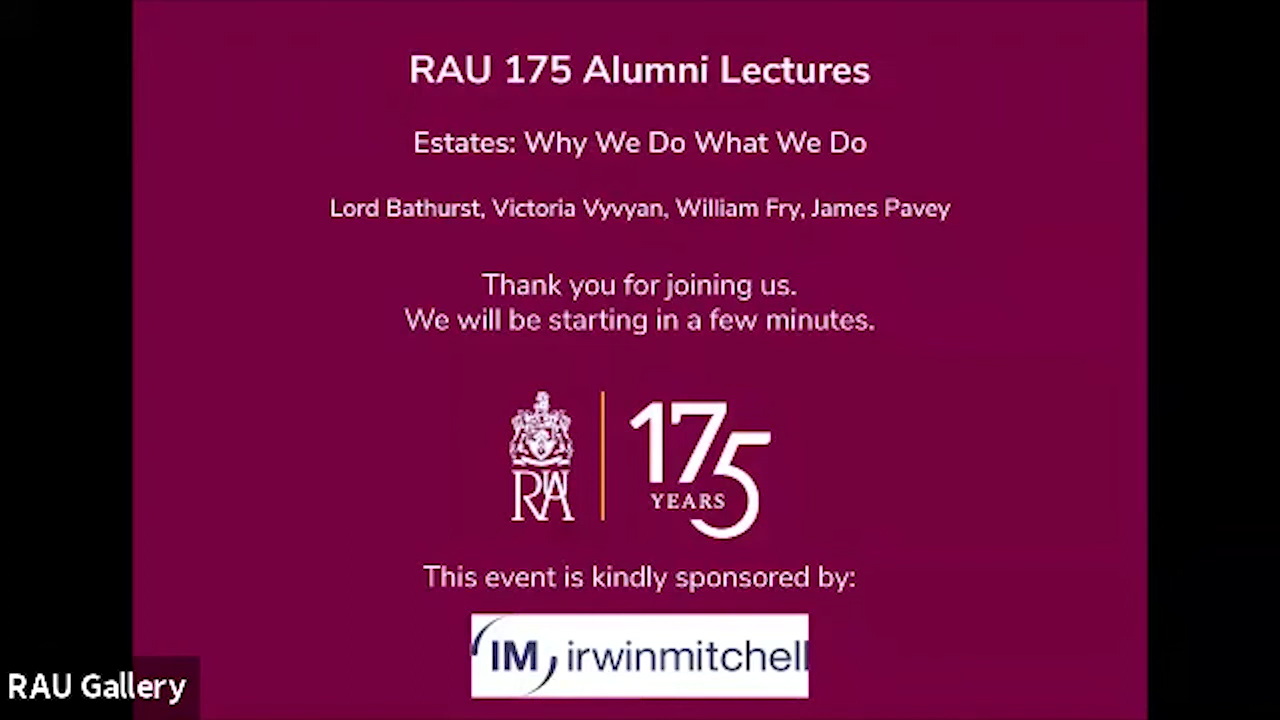 RAU 175 Alumni Lectures
Estates: Why We Do What We Do
Lord Bathurst, Victoria Vyvyan, William Fry, James Pavey
Thank you for joining us.
We will be starting in a few minutes.
RAU
175
YEARS
This event is kindly sponsored by:
IM irwinmitchell
RAU Gallery